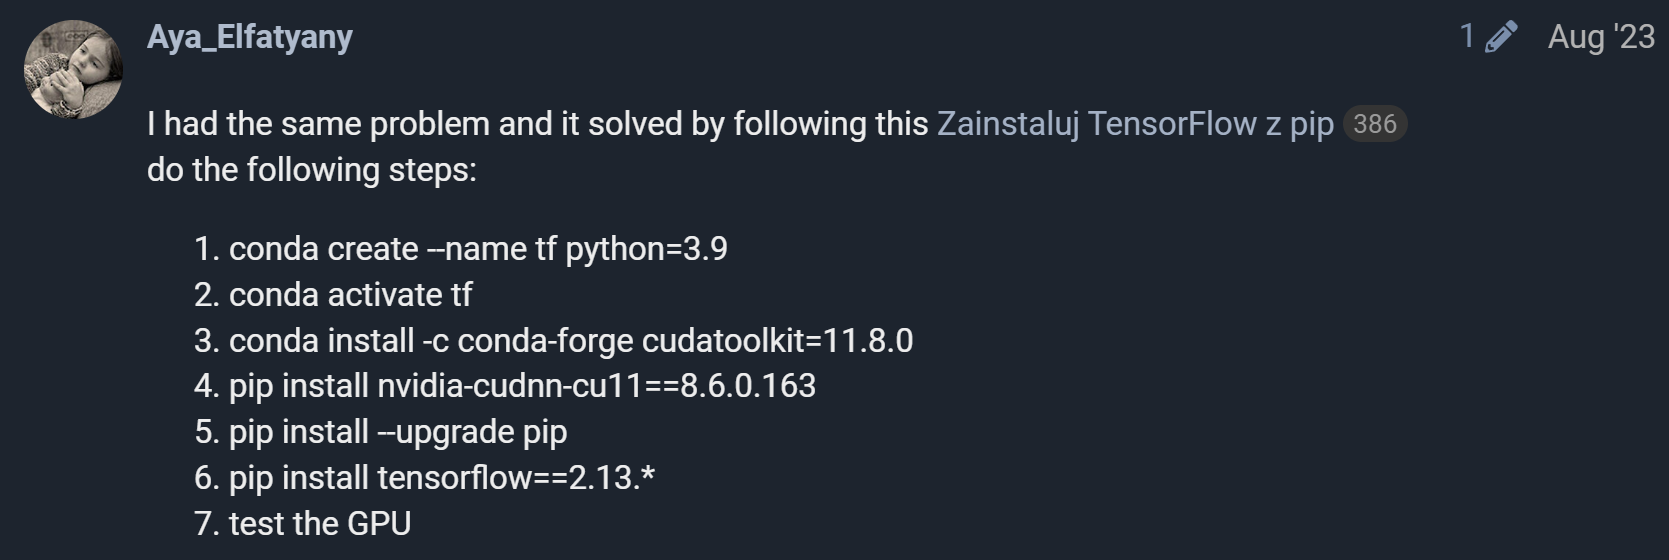 Aya_Elfatyany
1 Aug '23
I had the same problem and it solved by following this Zainstaluj TensorFlow z pip 386
do the following steps:
1. conda create --name tf python=3.9
2. conda activate tf
3. conda install -c conda-forge cudatoolkit=11.8.0
4. pip install nvidia-cudnn-cu11==8.6.0.163
5. pip install --upgrade pip
6. pip install tensorflow==2.13.*
7. test the GPU